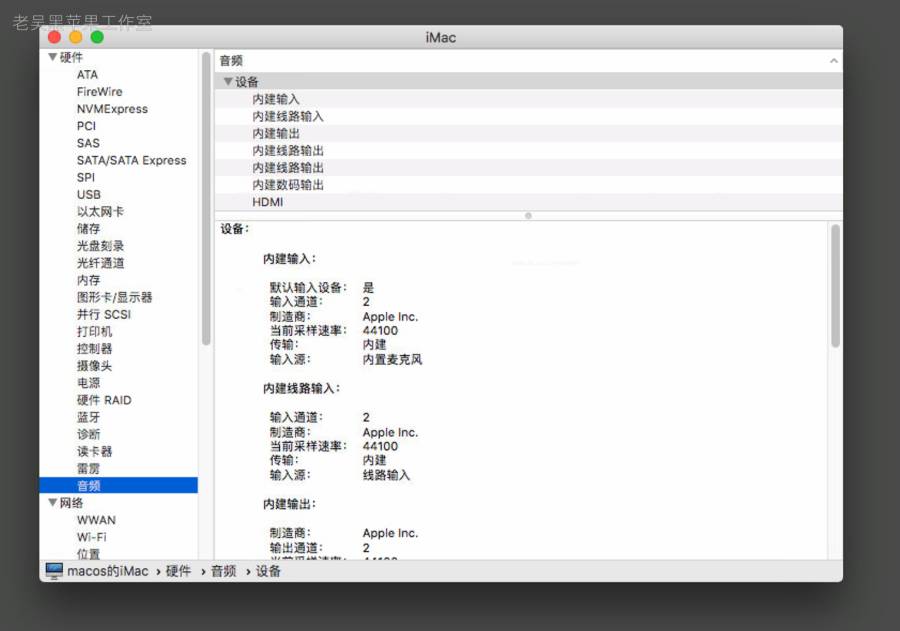 老吴黑苹果工作室
iMac
硬件
ATA
FireWire
NVMExpress
PCI
SAS
SATA/SATA Express
SPI
USB
以太网卡
储存
光盘刻录
光纤通道
内存
图形卡/显示器
并行 SCSI
打印机
控制器
摄像头
电源
硬件 RAID
蓝牙
诊断
读卡器
雷雳
音频
网络
WWAN
Wi-Fi
位置
音频
设备
内建输入
内建线路输入
内建输出
内建线路输出
内建线路输出
内建数码输出
HDMI
设备：
内建输入：
默认输入设备： 是
输入通道： 2
制造商： Apple Inc.
当前采样速率： 44100
传输： 内建
输入源： 内置麦克风
内建线路输入：
输入通道： 2
制造商： Apple Inc.
当前采样速率： 44100
传输： 内建
输入源： 线路输入
内建输出：
制造商： Apple Inc.
输出通道： 2
当前采样速率： 44100
macos的iMac › 硬件 › 音频 › 设备